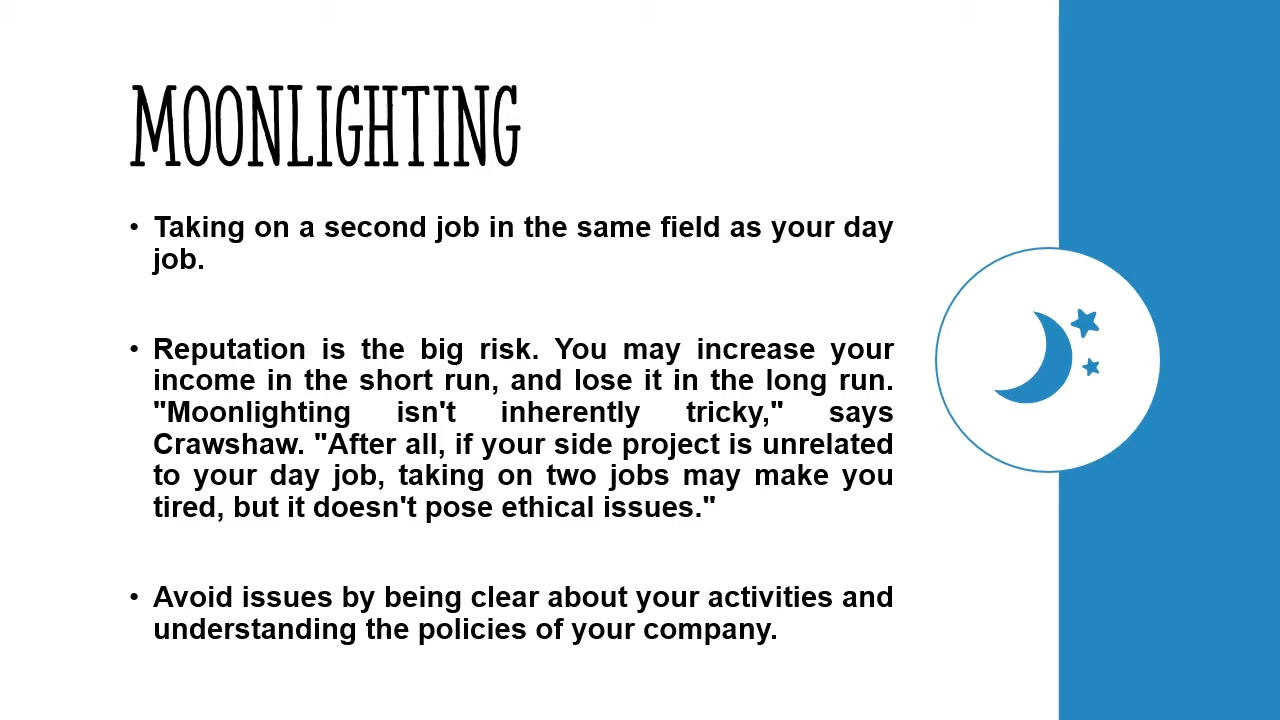 MOONLIGHTING
• Taking on a second job in the same field as your day
job.
• Reputation is the big risk. You may increase your
income in the short run, and lose it in the long run.
"Moonlighting isn't inherently tricky," says
Crawshaw. "After all, if your side project is unrelated
to your day job, taking on two jobs may make you
tired, but it doesn't pose ethical issues."
• Avoid issues by being clear about your activities and
understanding the policies of your company.